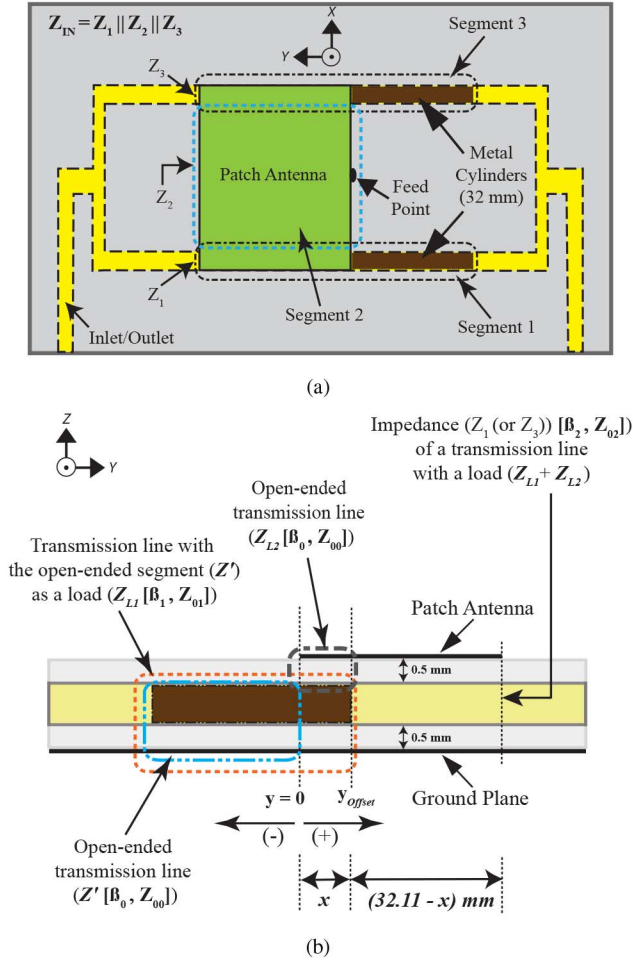 Z_IN = Z_1 || Z_2 || Z_3
X
Y
Segment 3
Z_3
Patch Antenna
Metal
Cylinders
(32 mm)
Feed
Point
Z_2
Z_1
Segment 2
Segment 1
Inlet/Outlet
(a)
Z
Y
Impedance (Z_1 (or Z_3)) [ß_2 , Z_02])
of a transmission line
with a load (Z_L1 + Z_L2)
Open-ended
transmission line
(Z_L2 [ß_0 , Z_00])
Transmission line with
the open-ended segment (Z')
as a load (Z_L1 [ß_1 , Z_01])
Patch Antenna
0.5 mm
0.5 mm
y = 0
y_Offset
Ground Plane
(-)
(+)
Open-ended
transmission line
(Z' [ß_0 , Z_00])
x
(32.11 - x) mm
(b)